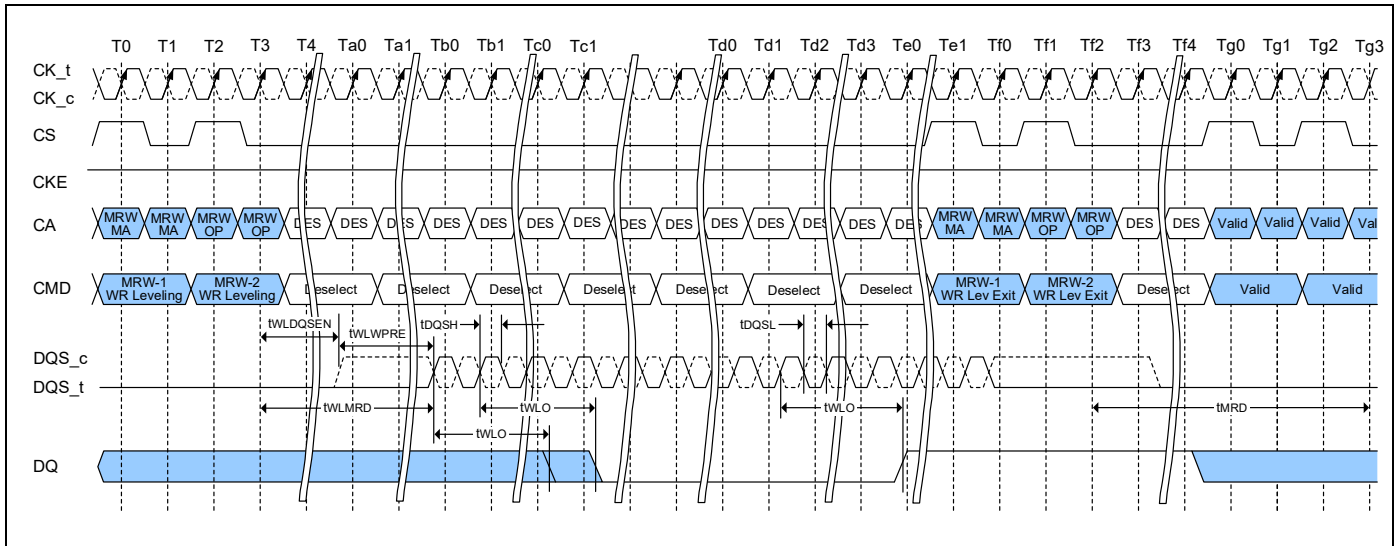 T0 T1 T2 T3 T4 Ta0 Ta1 Tb0 Tb1 Tc0 Tc1 Td0 Td1 Td2 Td3 Te0 Te1 Tf0 Tf1 Tf2 Tf3 Tf4 Tg0 Tg1 Tg2 Tg3
CK_t
CK_c
CS
CKE
MRW MRW MRW MRW MRW MRW MRW MRW
CA DES DES DES DES DES DES DES DES DES DES DES DES DES DES DES DES Valid Valid Valid Val
MA MA OP OP MA MA OP OP
MRW-1 MRW-2 MRW-1 MRW-2
CMD Deselect Deselect Deselect Deselect Deselect Deselect Deselect Deselect Valid Valid
WR Leveling WR Leveling WR Lev Exit WR Lev Exit
tWLDQSEN tDQSH tDQSL
tWLWPRE
DQS_c
DQS_t
tWLMRD tWLO tWLO tMRD
tWLO
DQ